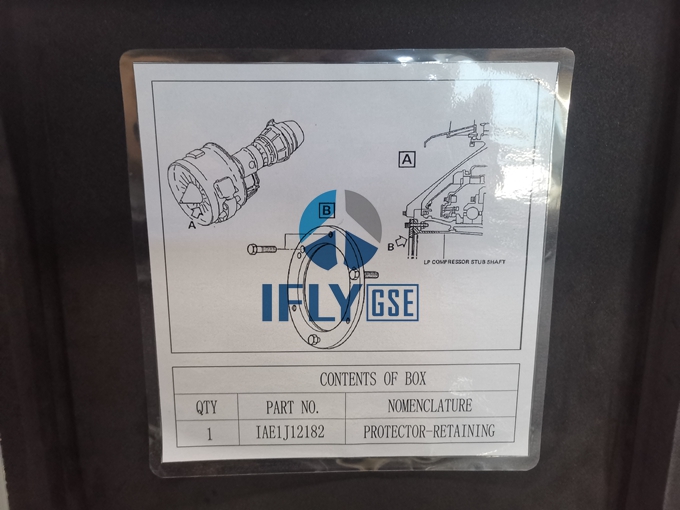 A
A
B
B
LP COMPRESSOR STUB SHAFT
IFLY GSE
CONTENTS OF BOX
QTY PART NO. NOMENCLATURE
1 IAE1J12182 PROTECTOR-RETAINING